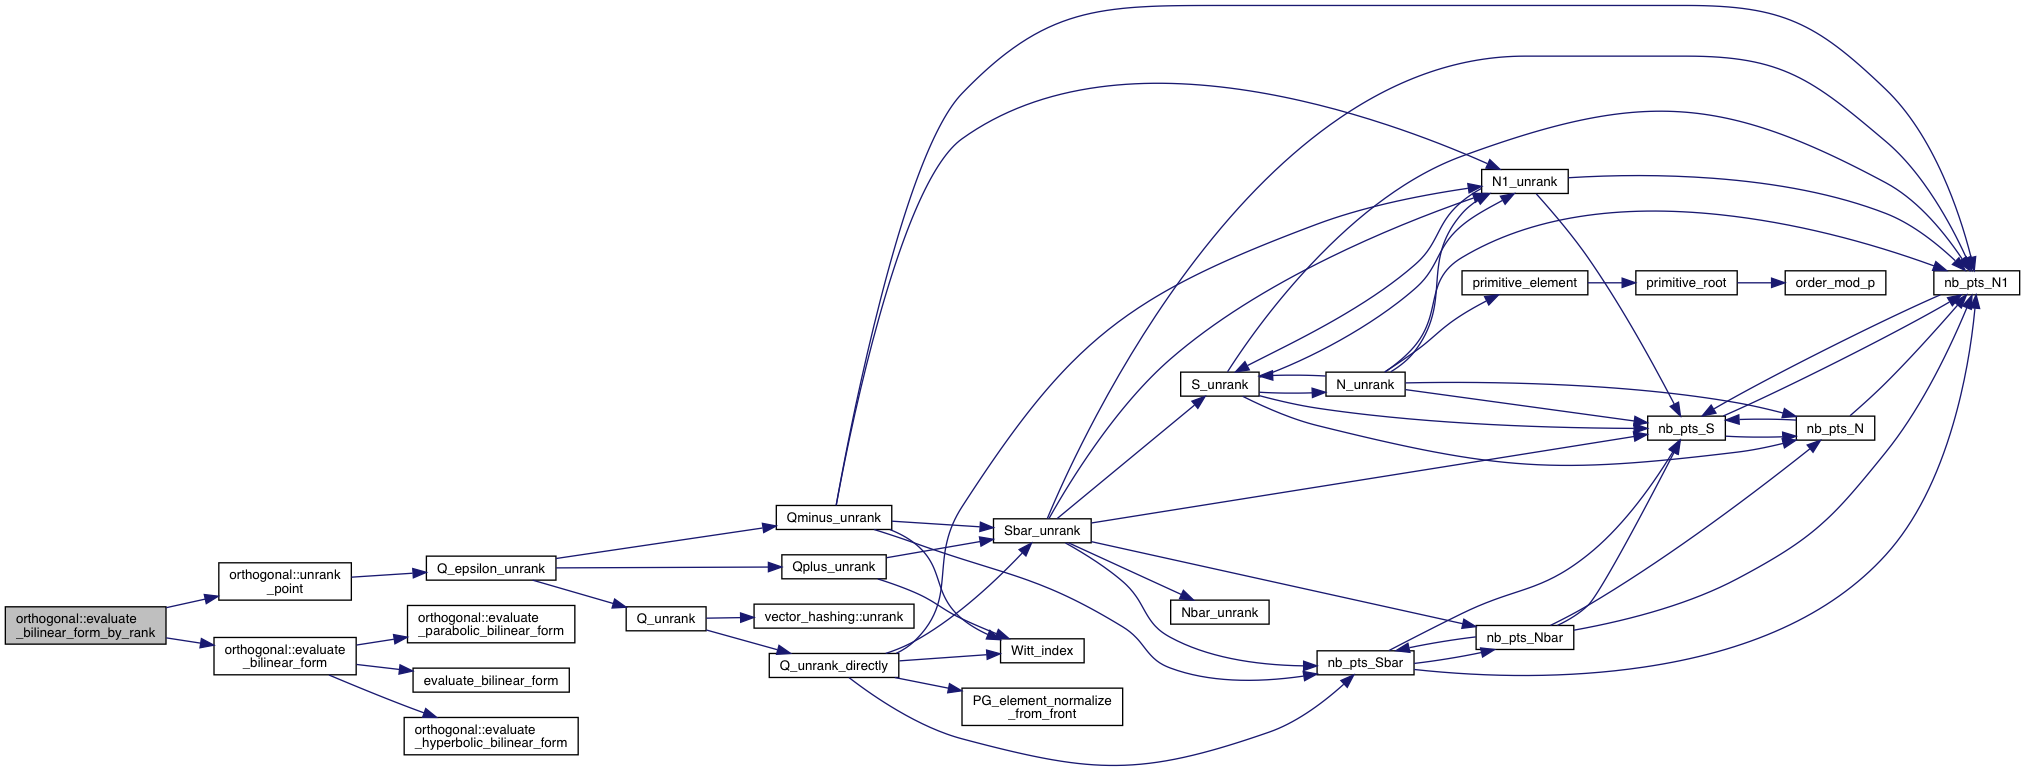 orthogonal::evaluate
_bilinear_form_by_rank
orthogonal::unrank
_point
orthogonal::evaluate
_bilinear_form
Q_epsilon_unrank
orthogonal::evaluate
_parabolic_bilinear_form
evaluate_bilinear_form
orthogonal::evaluate
_hyperbolic_bilinear_form
Q_unrank
Qminus_unrank
Qplus_unrank
vector_hashing::unrank
Q_unrank_directly
Sbar_unrank
Witt_index
PG_element_normalize
_from_front
S_unrank
Nbar_unrank
N_unrank
nb_pts_Sbar
N1_unrank
primitive_element
nb_pts_Nbar
primitive_root
nb_pts_S
order_mod_p
nb_pts_N
nb_pts_N1